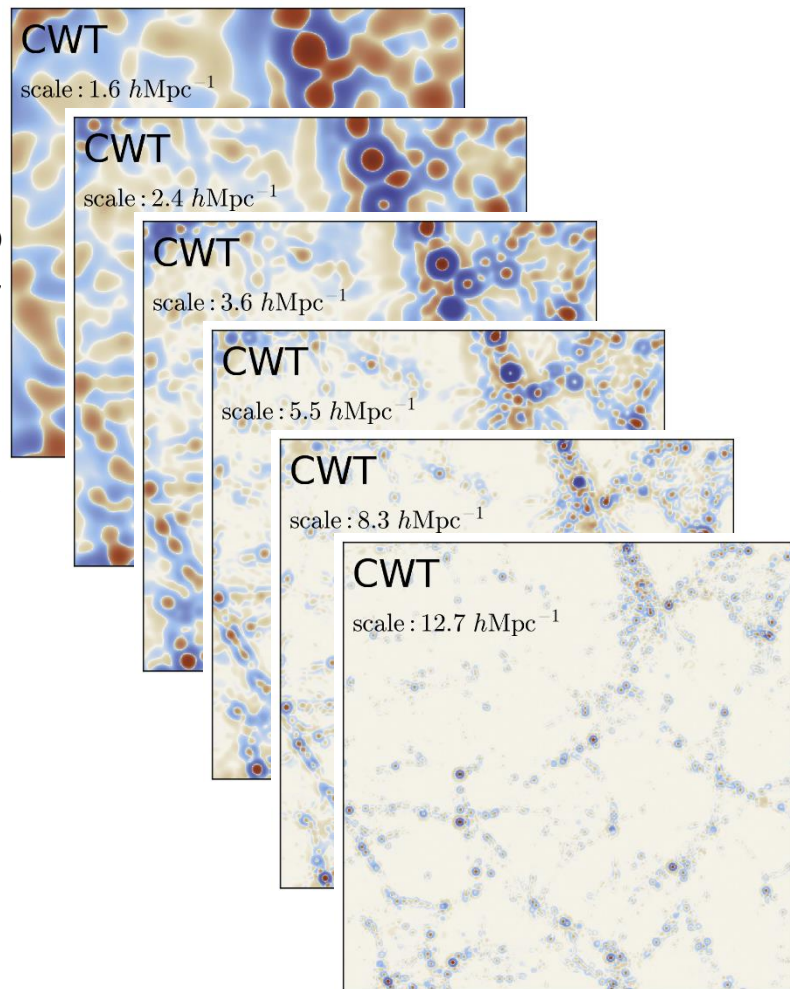 CWT
scale : 1.6 hMpc⁻¹
CWT
scale : 2.4 hMpc⁻¹
CWT
scale : 3.6 hMpc⁻¹
CWT
scale : 5.5 hMpc⁻¹
CWT
scale : 8.3 hMpc⁻¹
CWT
scale : 12.7 hMpc⁻¹